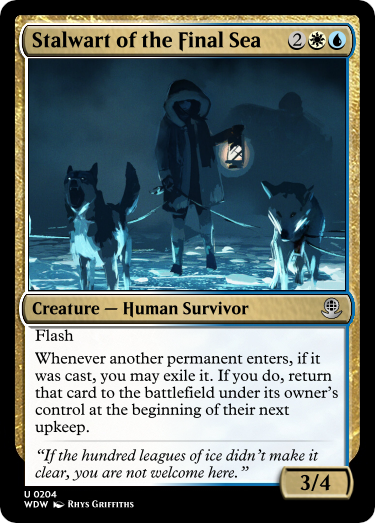 Stalwart of the Final Sea 2
Creature — Human Survivor
Flash
Whenever another permanent enters, if it
was cast, you may exile it. If you do, return
that card to the battlefield under its owner’s
control at the beginning of their next
upkeep.
“If the hundred leagues of ice didn’t make it
clear, you are not welcome here.”
3/4
U 0204
WDW Rhys Griffiths